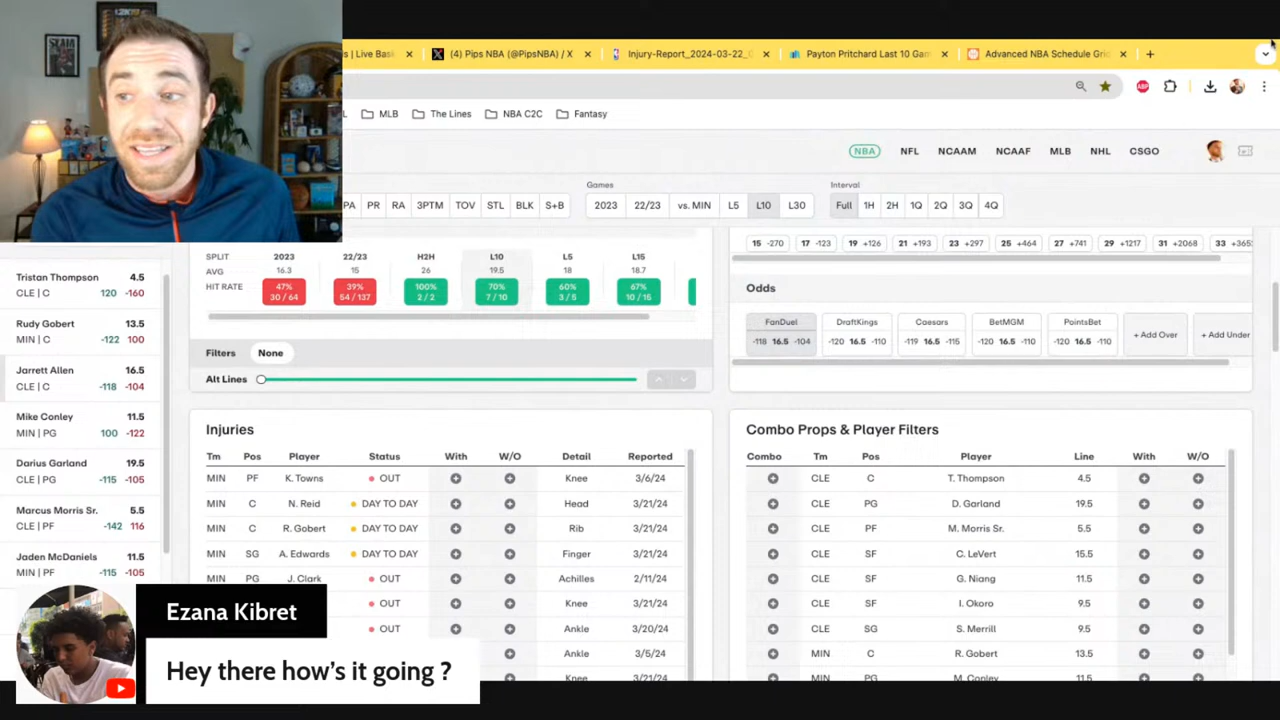 s | Live Bask
(4) Pips NBA (@PipsNBA) / X
Injury-Report_2024-03-22_0
Payton Pritchard Last 10 Gam
Advanced NBA Schedule Grid
ABP
MLB
The Lines
NBA C2C
Fantasy
NBA
NFL
NCAAM
NCAAF
MLB
NHL
CSGO
Games
Interval
PA PR RA 3PTM TOV STL BLK S+B
2023 22/23 vs. MIN L5 L10 L30
Full 1H 2H 1Q 2Q 3Q 4Q
Tristan Thompson 4.5
CLE | C 120 -160
Rudy Gobert 13.5
MIN | C -122 100
Jarrett Allen 16.5
CLE | C -118 -104
Mike Conley 11.5
MIN | PG 100 -122
Darius Garland 19.5
CLE | PG -115 -105
Marcus Morris Sr. 5.5
CLE | PF -142 116
Jaden McDaniels 11.5
MIN | PF -115 -105
SPLIT 2023 22/23 H2H L10 L5 L15
AVG 16.3 15 26 19.5 18 18.7
HIT RATE 47% 39% 100% 70% 60% 67%
30 / 64 54 / 137 2 / 2 7 / 10 3 / 5 10 / 15
Filters None
Alt Lines
15 -270 17 -123 19 +126 21 +193 23 +297 25 +464 27 +741 29 +1217 31 +2068 33 +365
Odds
FanDuel DraftKings Caesars BetMGM PointsBet + Add Over + Add Under
-118 16.5 -104 -120 16.5 -110 -119 16.5 -115 -120 16.5 -110 -120 16.5 -110
Injuries
Tm Pos Player Status With W/O Detail Reported
MIN PF K. Towns OUT Knee 3/6/24
MIN C N. Reid DAY TO DAY Head 3/21/24
MIN C R. Gobert DAY TO DAY Rib 3/21/24
MIN SG A. Edwards DAY TO DAY Finger 3/21/24
MIN PG J. Clark OUT Achilles 2/11/24
OUT Knee 3/21/24
OUT Ankle 3/20/24
Ankle 3/5/24
Knee 3/21/24
Combo Props & Player Filters
Combo Tm Pos Player Line With W/O
CLE C T. Thompson 4.5
CLE PG D. Garland 19.5
CLE PF M. Morris Sr. 5.5
CLE SF C. LeVert 15.5
CLE SF G. Niang 11.5
CLE SF I. Okoro 9.5
CLE SG S. Merrill 9.5
MIN C R. Gobert 13.5
MIN PG M. Conley 11.5
Ezana Kibret
Hey there how's it going ?